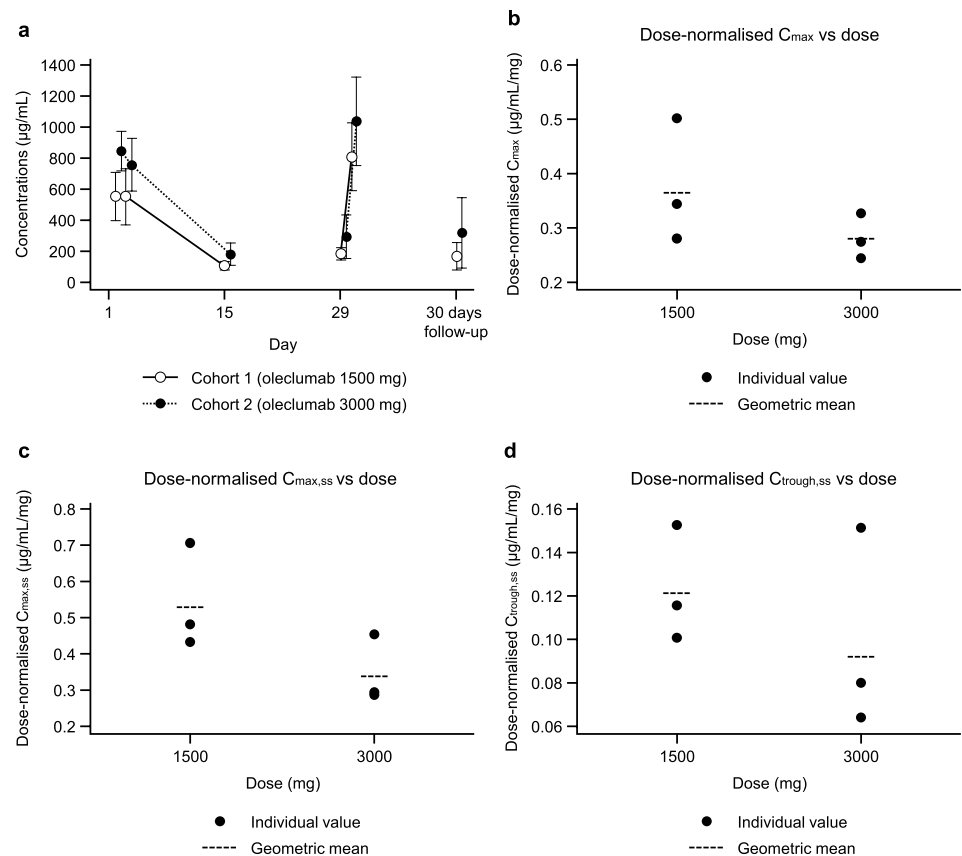 a
Concentrations (µg/mL)
1400
1200
1000
800
600
400
200
0
1
15
29
30 days
follow-up
Day
Cohort 1 (oleclumab 1500 mg)
Cohort 2 (oleclumab 3000 mg)
b
Dose-normalised Cmax vs dose
Dose-normalised Cmax (µg/mL/mg)
0.6
0.5
0.4
0.3
0.2
1500
3000
Dose (mg)
Individual value
Geometric mean
c
Dose-normalised Cmax,ss vs dose
Dose-normalised Cmax,ss (µg/mL/mg)
0.8
0.7
0.6
0.5
0.4
0.3
0.2
1500
3000
Dose (mg)
Individual value
Geometric mean
d
Dose-normalised Ctrough,ss vs dose
Dose-normalised Ctrough,ss (µg/mL/mg)
0.16
0.14
0.12
0.10
0.08
0.06
1500
3000
Dose (mg)
Individual value
Geometric mean